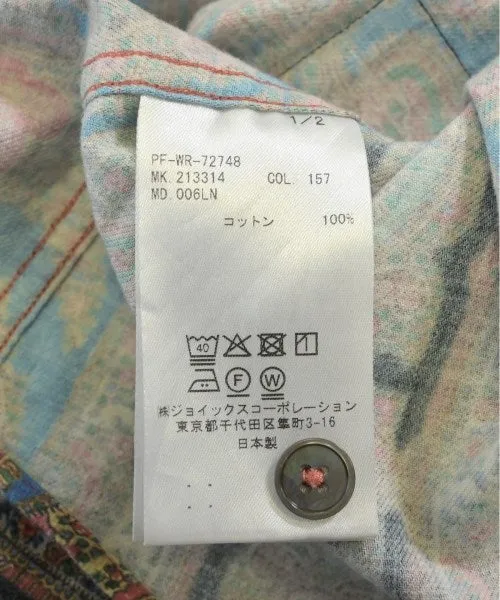 1/2
PF-WR-72748
MK. 213314 COL. 157
MD. 006LN
コットン 100%
40
F W
㈱ジョイックスコーポレーション
東京都千代田区隼町3-16
日本製